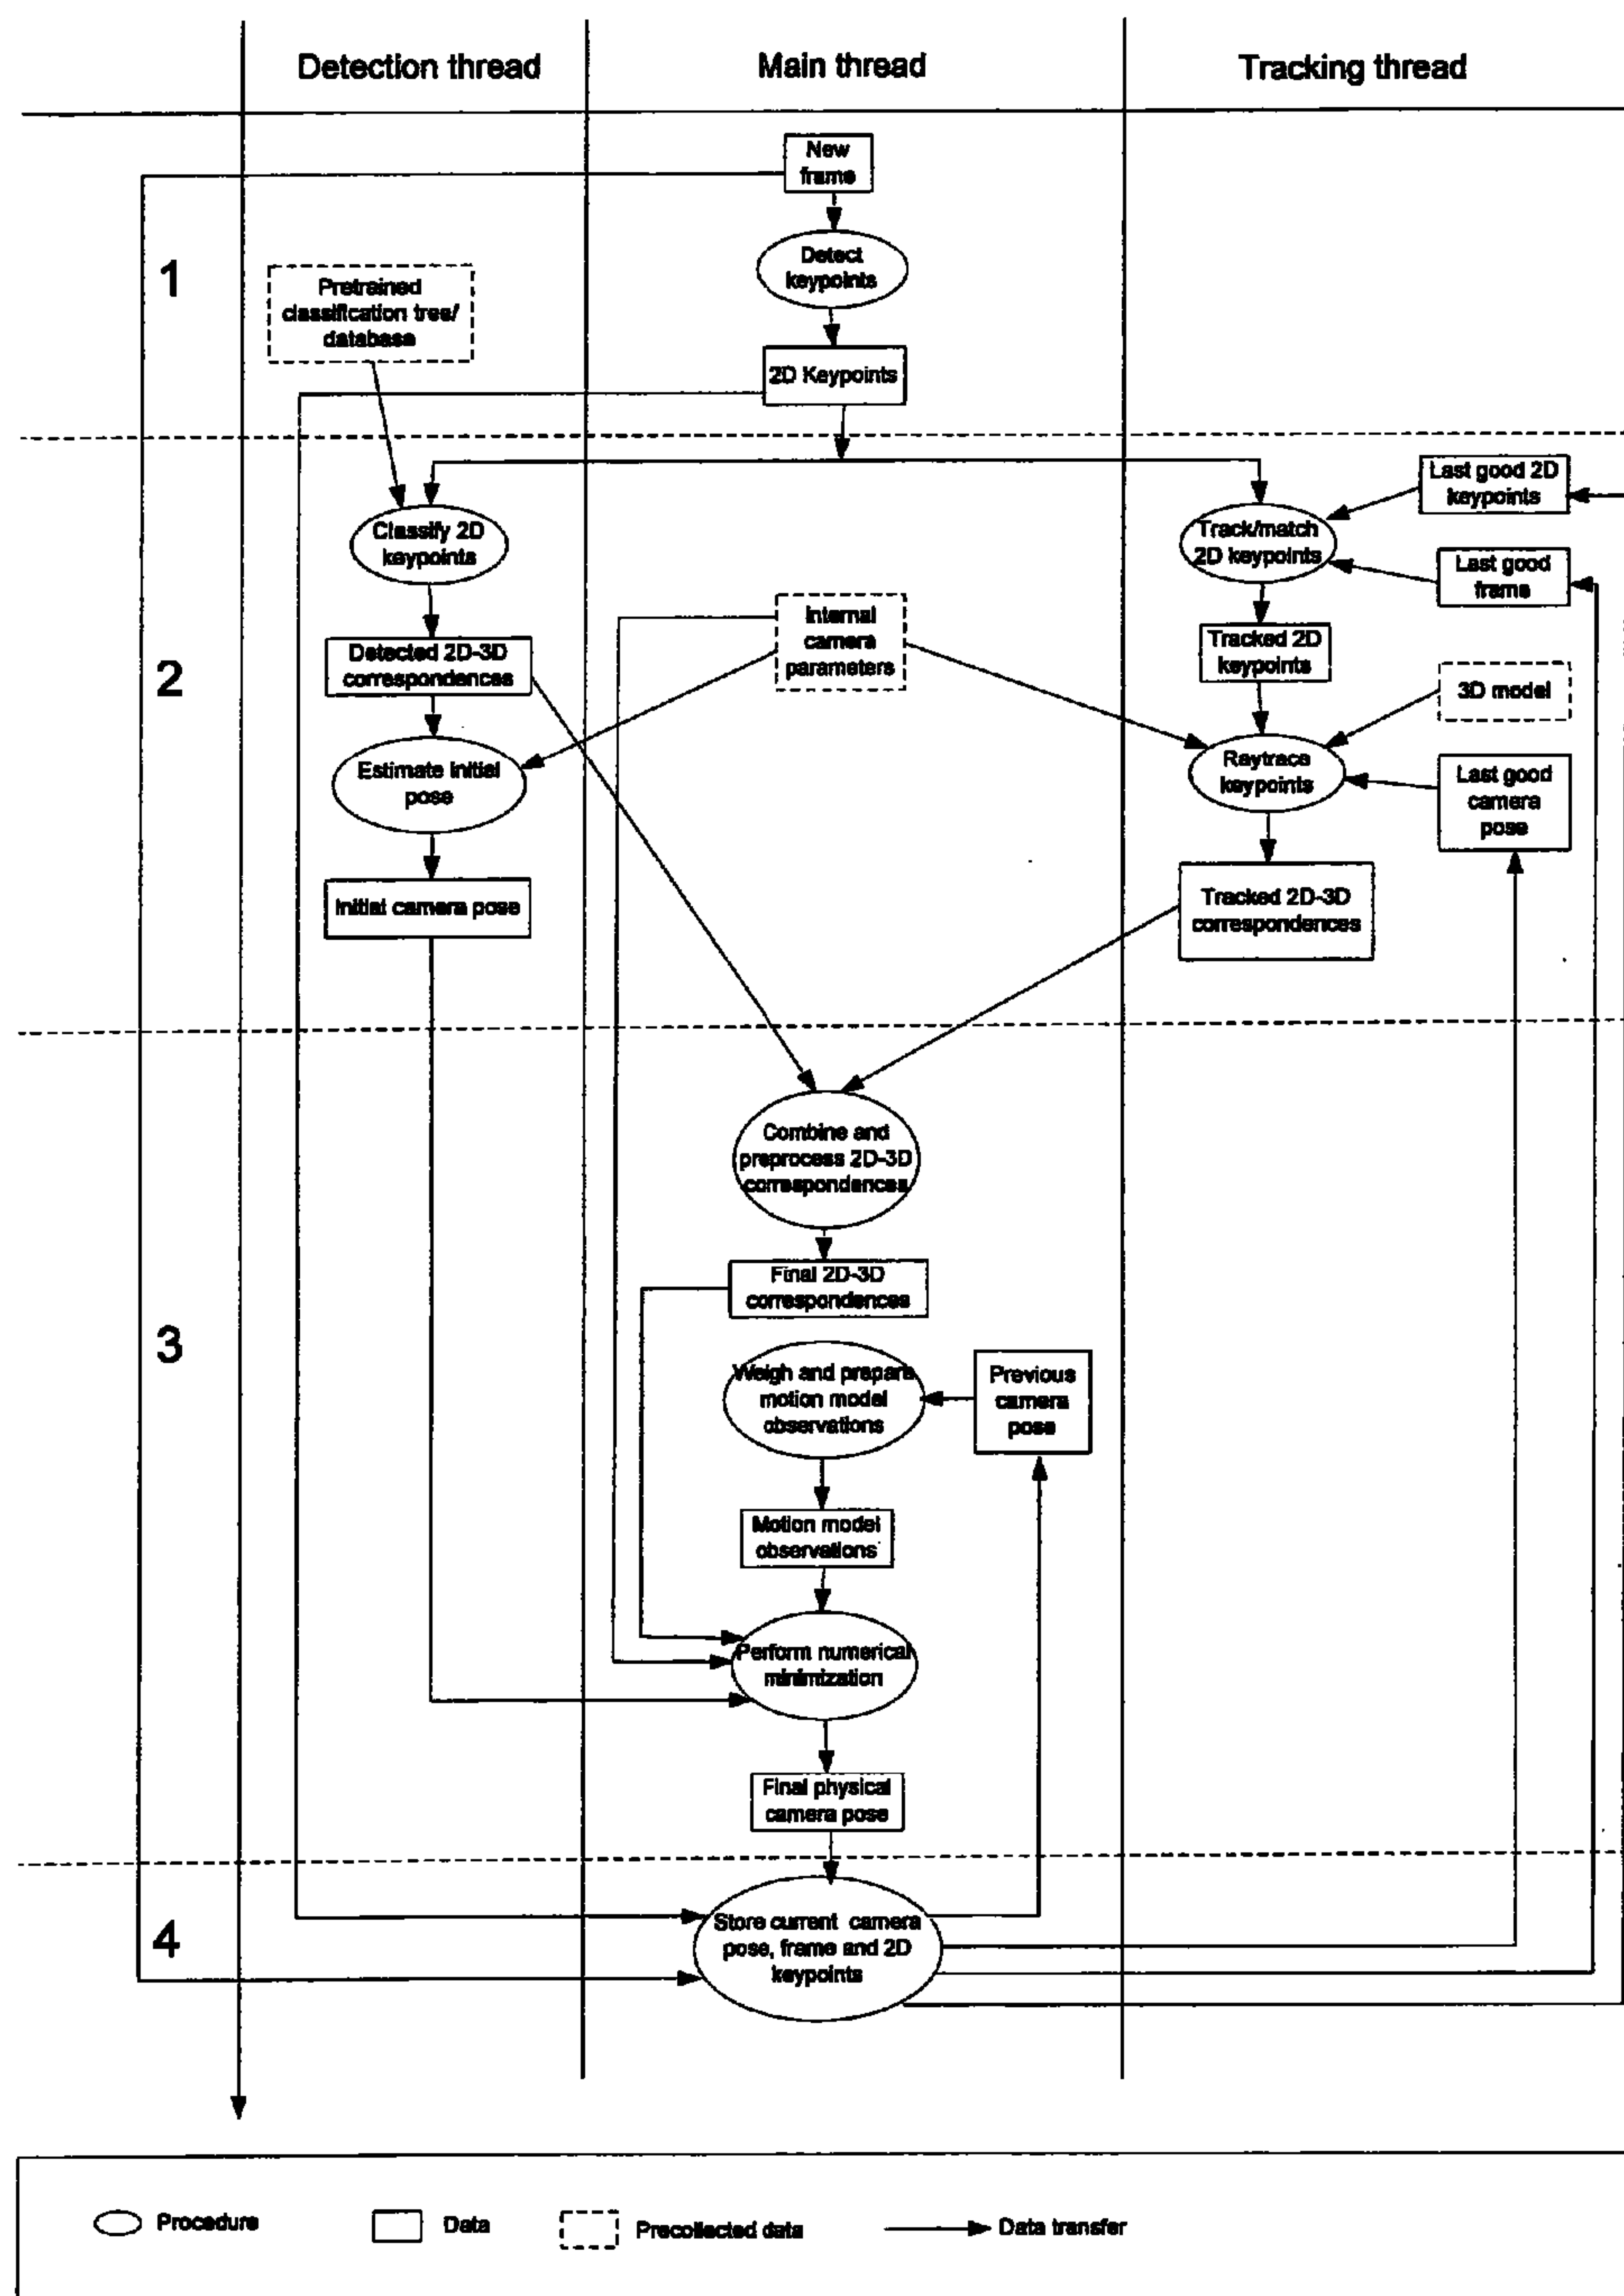 Detection thread
Main thread
Tracking thread
New
frame
1
Detect
keypoints
Pretrained
classification tree/
database
2D Keypoints
Last good 2D
keypoints
Classify 2D
keypoints
Track/match
2D keypoints
Last good
frame
Internal
camera
parameters
Tracked 2D
keypoints
2
Detected 2D-3D
correspondences
3D model
Estimate initial
pose
Raytrace
keypoints
Last good
camera
pose
Initial camera pose
Tracked 2D-3D
correspondences
Combine and
preprocess 2D-3D
correspondences
Final 2D-3D
correspondences
3
Weigh and prepare
motion model
observations
Previous
camera
pose
Motion model
observations
Perform numerical
minimization
Final physical
camera pose
4
Store current camera
pose, frame and 2D
keypoints
Procedure
Data
Precollected data
Data transfer